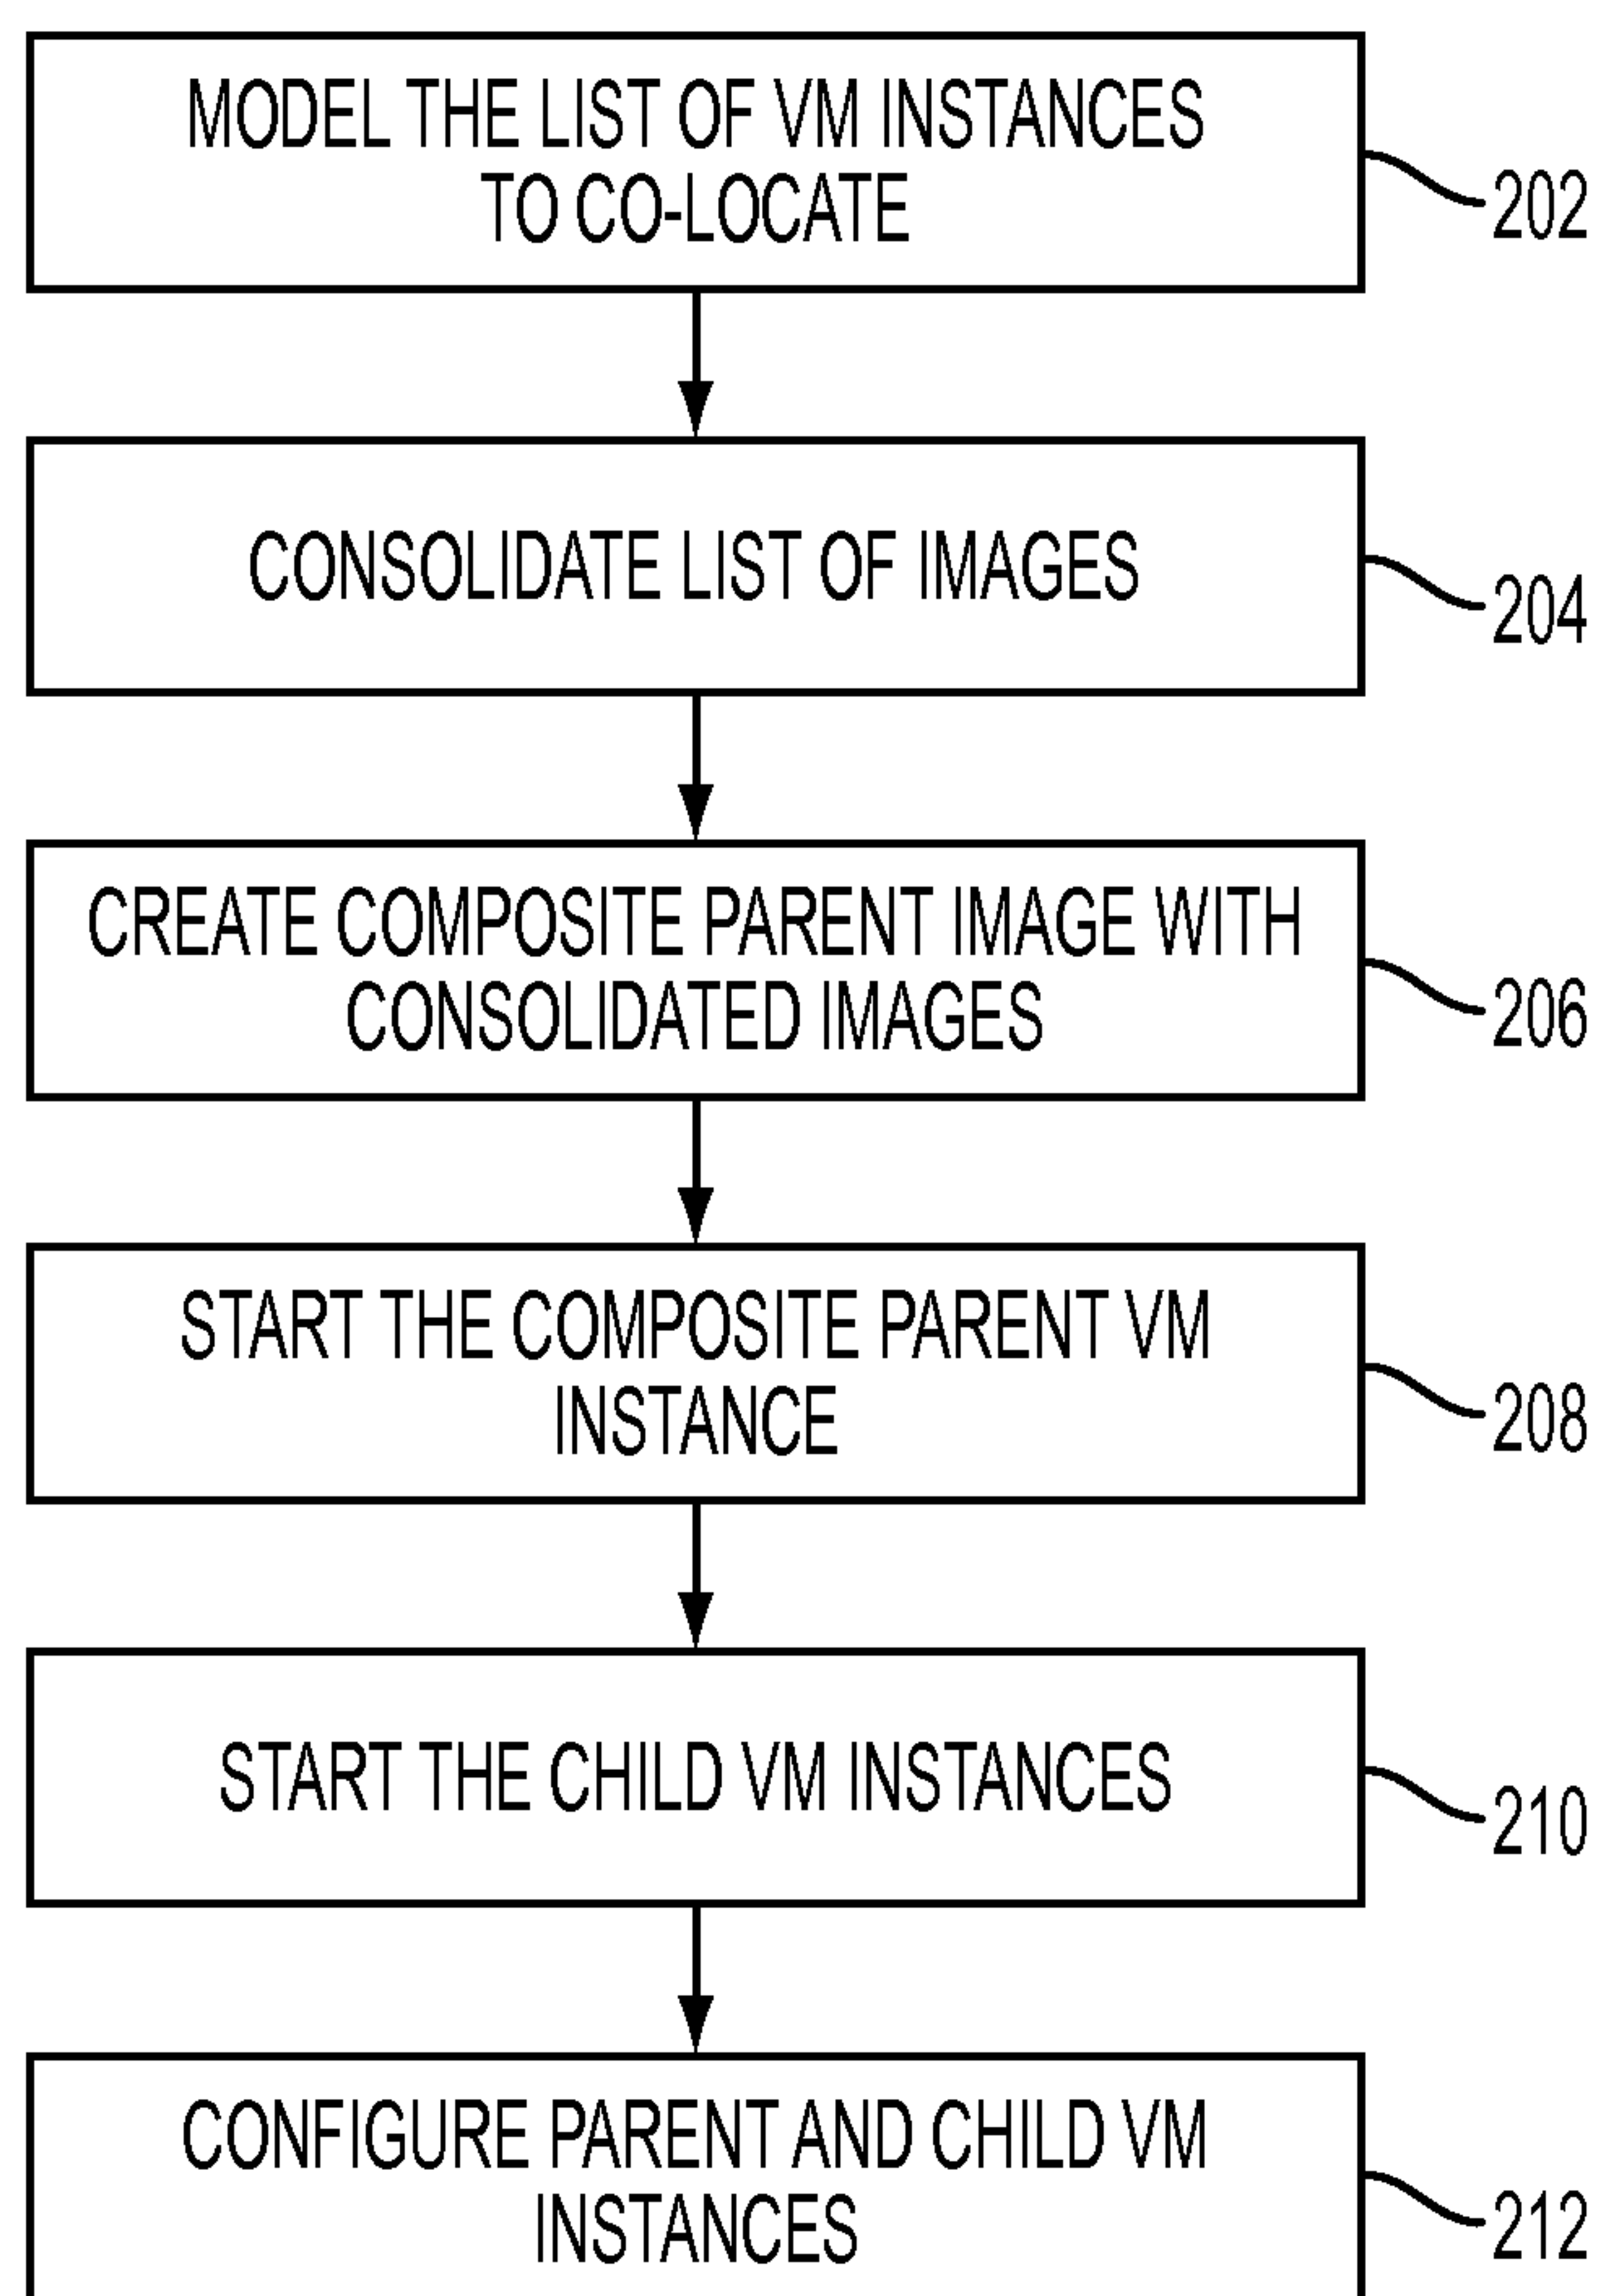 MODEL THE LIST OF VM INSTANCES
TO CO-LOCATE
202
CONSOLIDATE LIST OF IMAGES
204
CREATE COMPOSITE PARENT IMAGE WITH
CONSOLIDATED IMAGES
206
START THE COMPOSITE PARENT VM
INSTANCE
208
START THE CHILD VM INSTANCES
210
CONFIGURE PARENT AND CHILD VM
INSTANCES
212